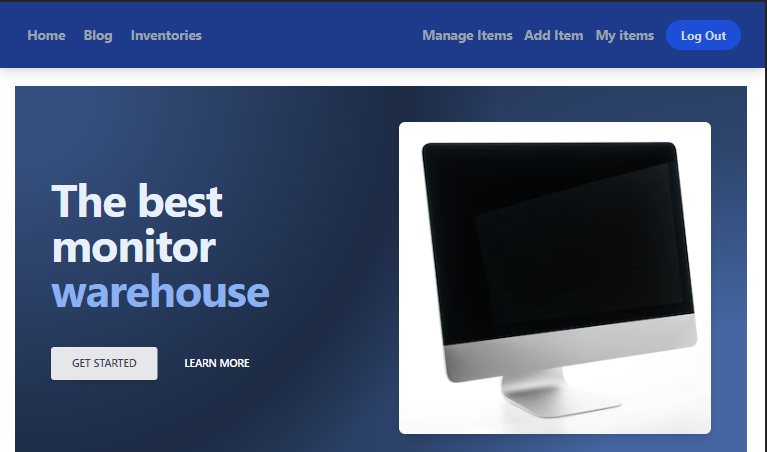 Home Blog Inventories Manage Items Add Item My items Log Out
The best
monitor
warehouse
GET STARTED LEARN MORE